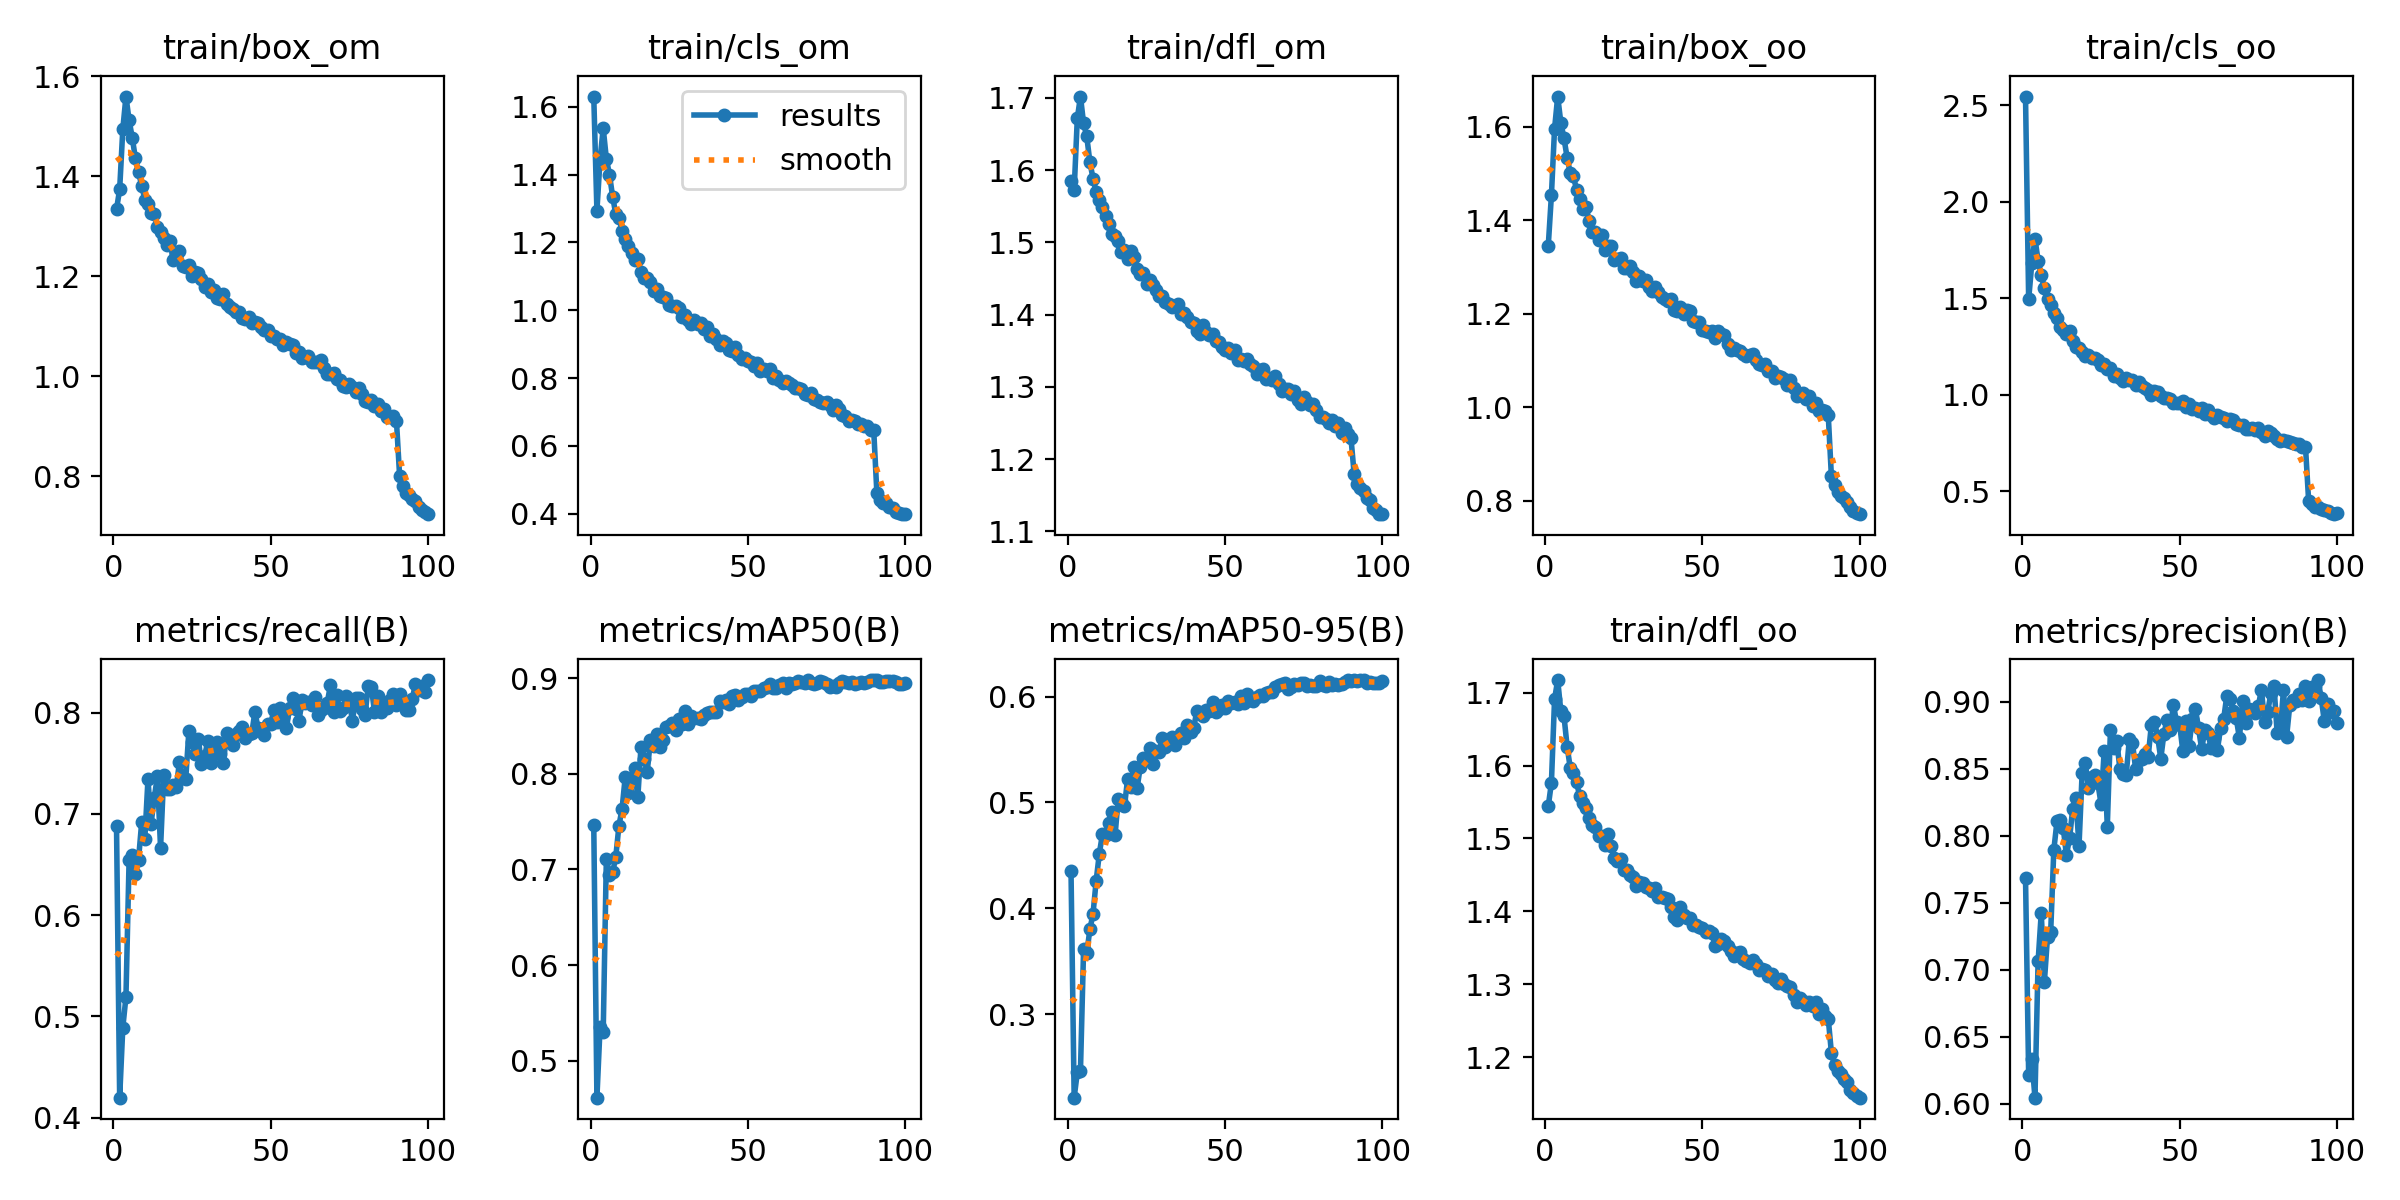 train/box_om
train/cls_om
train/dfl_om
train/box_oo
train/cls_oo
1.6
1.4
1.2
1.0
0.8
0 50 100
1.6
1.4
1.2
1.0
0.8
0.6
0.4
results
smooth
0 50 100
1.7
1.6
1.5
1.4
1.3
1.2
1.1
0 50 100
1.6
1.4
1.2
1.0
0.8
0 50 100
2.5
2.0
1.5
1.0
0.5
0 50 100
metrics/recall(B)
metrics/mAP50(B)
metrics/mAP50-95(B)
train/dfl_oo
metrics/precision(B)
0.8
0.7
0.6
0.5
0.4
0 50 100
0.9
0.8
0.7
0.6
0.5
0 50 100
0.6
0.5
0.4
0.3
0 50 100
1.7
1.6
1.5
1.4
1.3
1.2
0 50 100
0.90
0.85
0.80
0.75
0.70
0.65
0.60
0 50 100